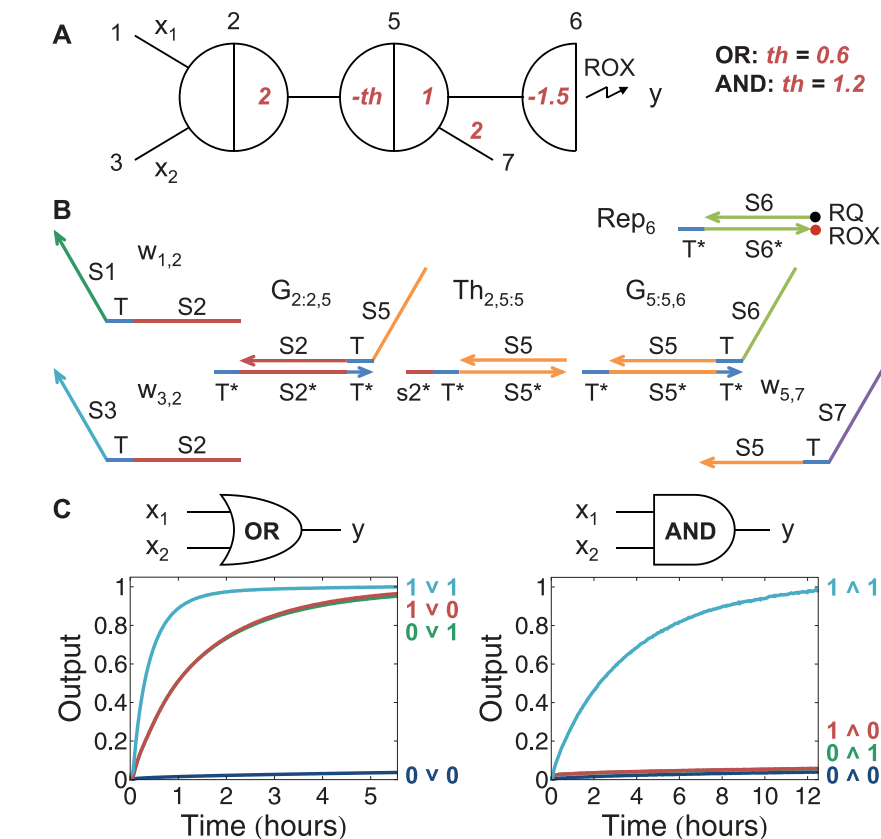 A
1
x1
2
5
6
3
x2
2
-th
1
2
7
-1.5
ROX
y
OR: th = 0.6
AND: th = 1.2
B
S1
w1,2
T
S2
S3
w3,2
T
S2
G2:2,5
S5
S2
T
T*
S2*
T*
Th2,5:5
S5
s2*
T*
S5*
G5:5,6
S6
S5
T
T*
S5*
T*
Rep6
S6
RQ
ROX
T*
S6*
w5,7
S7
S5
T
C
x1
x2
OR
y
Output
1
0.8
0.6
0.4
0.2
0
0
1
2
3
4
5
Time (hours)
1 ∨ 1
1 ∨ 0
0 ∨ 1
0 ∨ 0
x1
x2
AND
y
Output
1
0.8
0.6
0.4
0.2
0
0
2
4
6
8
10
12
Time (hours)
1 ∧ 1
1 ∧ 0
0 ∧ 1
0 ∧ 0